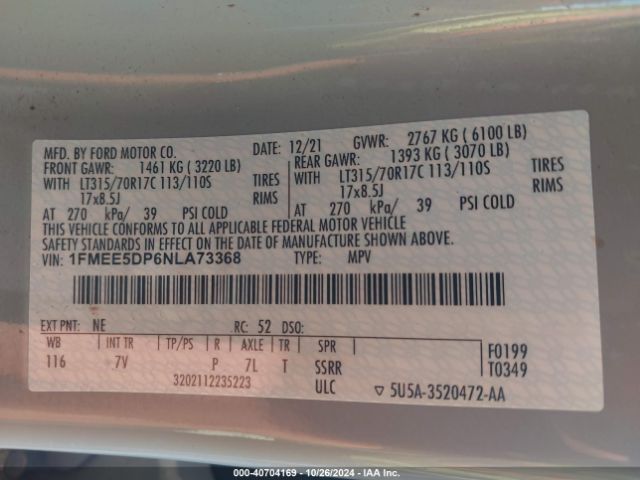 MFD. BY FORD MOTOR CO. DATE: 12/21 GVWR: 2767 KG ( 6100 LB)
FRONT GAWR: 1461 KG ( 3220 LB) REAR GAWR: 1393 KG ( 3070 LB)
WITH LT315/70R17C 113/110S TIRES WITH LT315/70R17C 113/110S TIRES
17x8.5J RIMS 17x8.5J RIMS
AT 270 kPa/ 39 PSI COLD AT 270 kPa/ 39 PSI COLD
THIS VEHICLE CONFORMS TO ALL APPLICABLE FEDERAL MOTOR VEHICLE
SAFETY STANDARDS IN EFFECT ON THE DATE OF MANUFACTURE SHOWN ABOVE.
VIN: 1FMEE5DP6NLA73368 TYPE: MPV
EXT PNT: NE RC: 52 DSO:
WB INT TR TP/PS R AXLE TR SPR F0199
116 7V P 7L T SSRR T0349
3202112235223 ULC ▽ 5U5A-3520472-AA
000-40704169 - 10/26/2024 - IAA Inc.